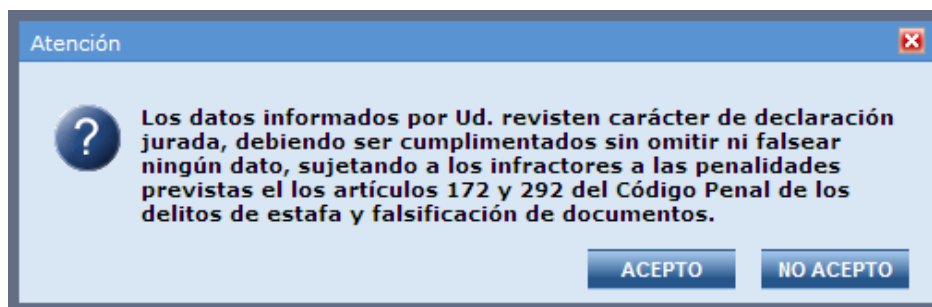 Atención
?
Los datos informados por Ud. revisten carácter de declaración
jurada, debiendo ser cumplimentados sin omitir ni falsear
ningún dato, sujetando a los infractores a las penalidades
previstas el los artículos 172 y 292 del Código Penal de los
delitos de estafa y falsificación de documentos.
ACEPTO NO ACEPTO